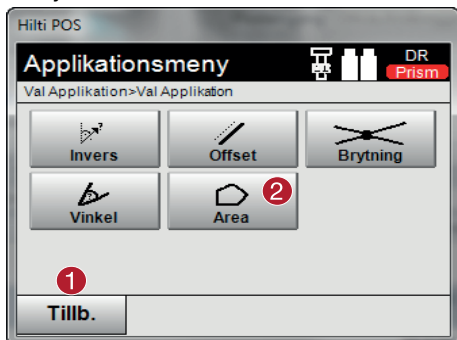 Hilti POS
Applikationsmeny
DR
Prism
Val Applikation>Val Applikation
Invers
Offset
Brytning
Vinkel
Area
2
1
Tillb.